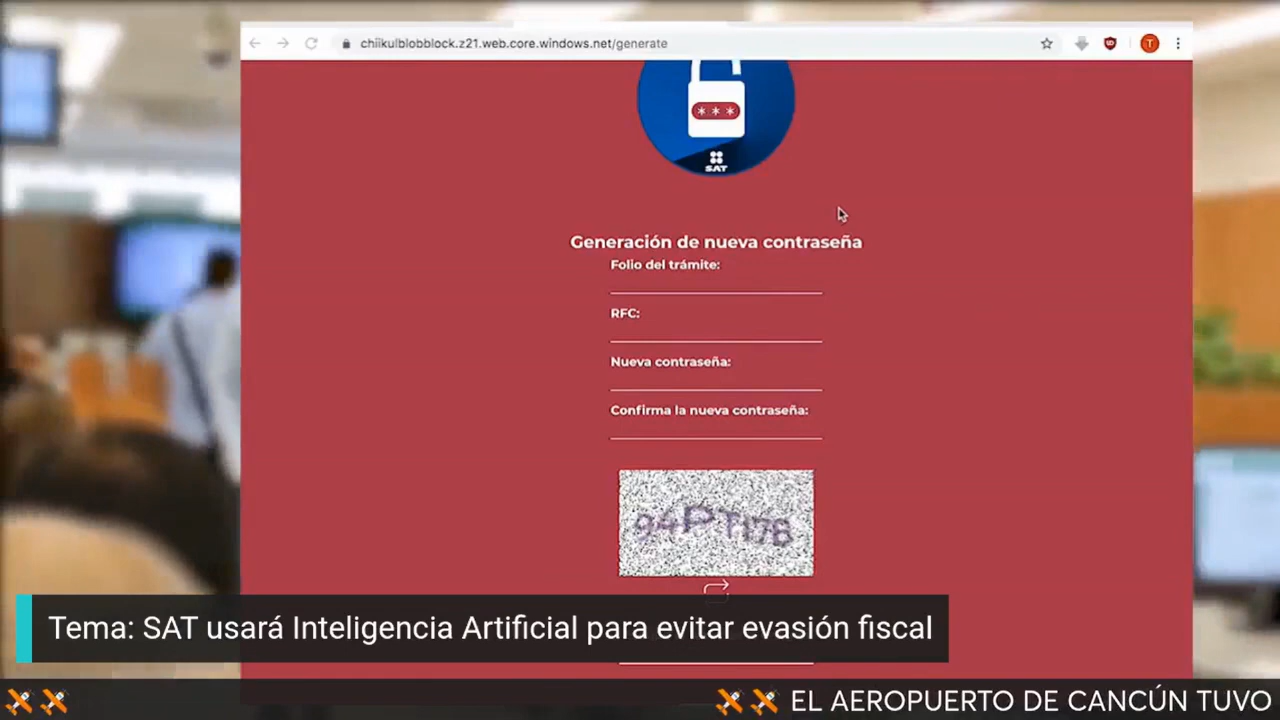 chiikulblobblock.z21.web.core.windows.net/generate
T
***
SAT
Generación de nueva contraseña
Folio del trámite:
RFC:
Nueva contraseña:
Confirma la nueva contraseña:
94PT17B
Tema: SAT usará Inteligencia Artificial para evitar evasión fiscal
EL AEROPUERTO DE CANCÚN TUVO